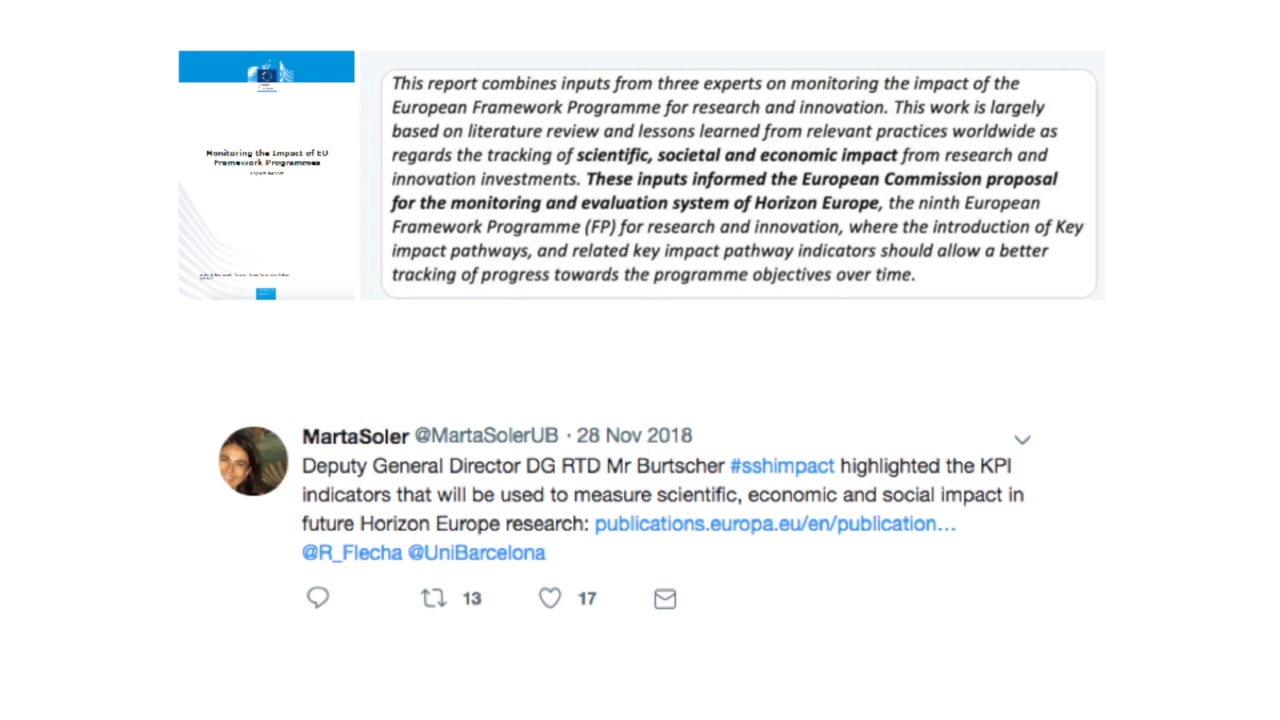 Monitoring the Impact of EU
Framework Programmes
This report combines inputs from three experts on monitoring the impact of the
European Framework Programme for research and innovation. This work is largely
based on literature review and lessons learned from relevant practices worldwide as
regards the tracking of scientific, societal and economic impact from research and
innovation investments. These inputs informed the European Commission proposal
for the monitoring and evaluation system of Horizon Europe, the ninth European
Framework Programme (FP) for research and innovation, where the introduction of Key
impact pathways, and related key impact pathway indicators should allow a better
tracking of progress towards the programme objectives over time.
MartaSoler @MartaSolerUB · 28 Nov 2018
Deputy General Director DG RTD Mr Burtscher #sshimpact highlighted the KPI
indicators that will be used to measure scientific, economic and social impact in
future Horizon Europe research: publications.europa.eu/en/publication…
@R_Flecha @UniBarcelona
13 17